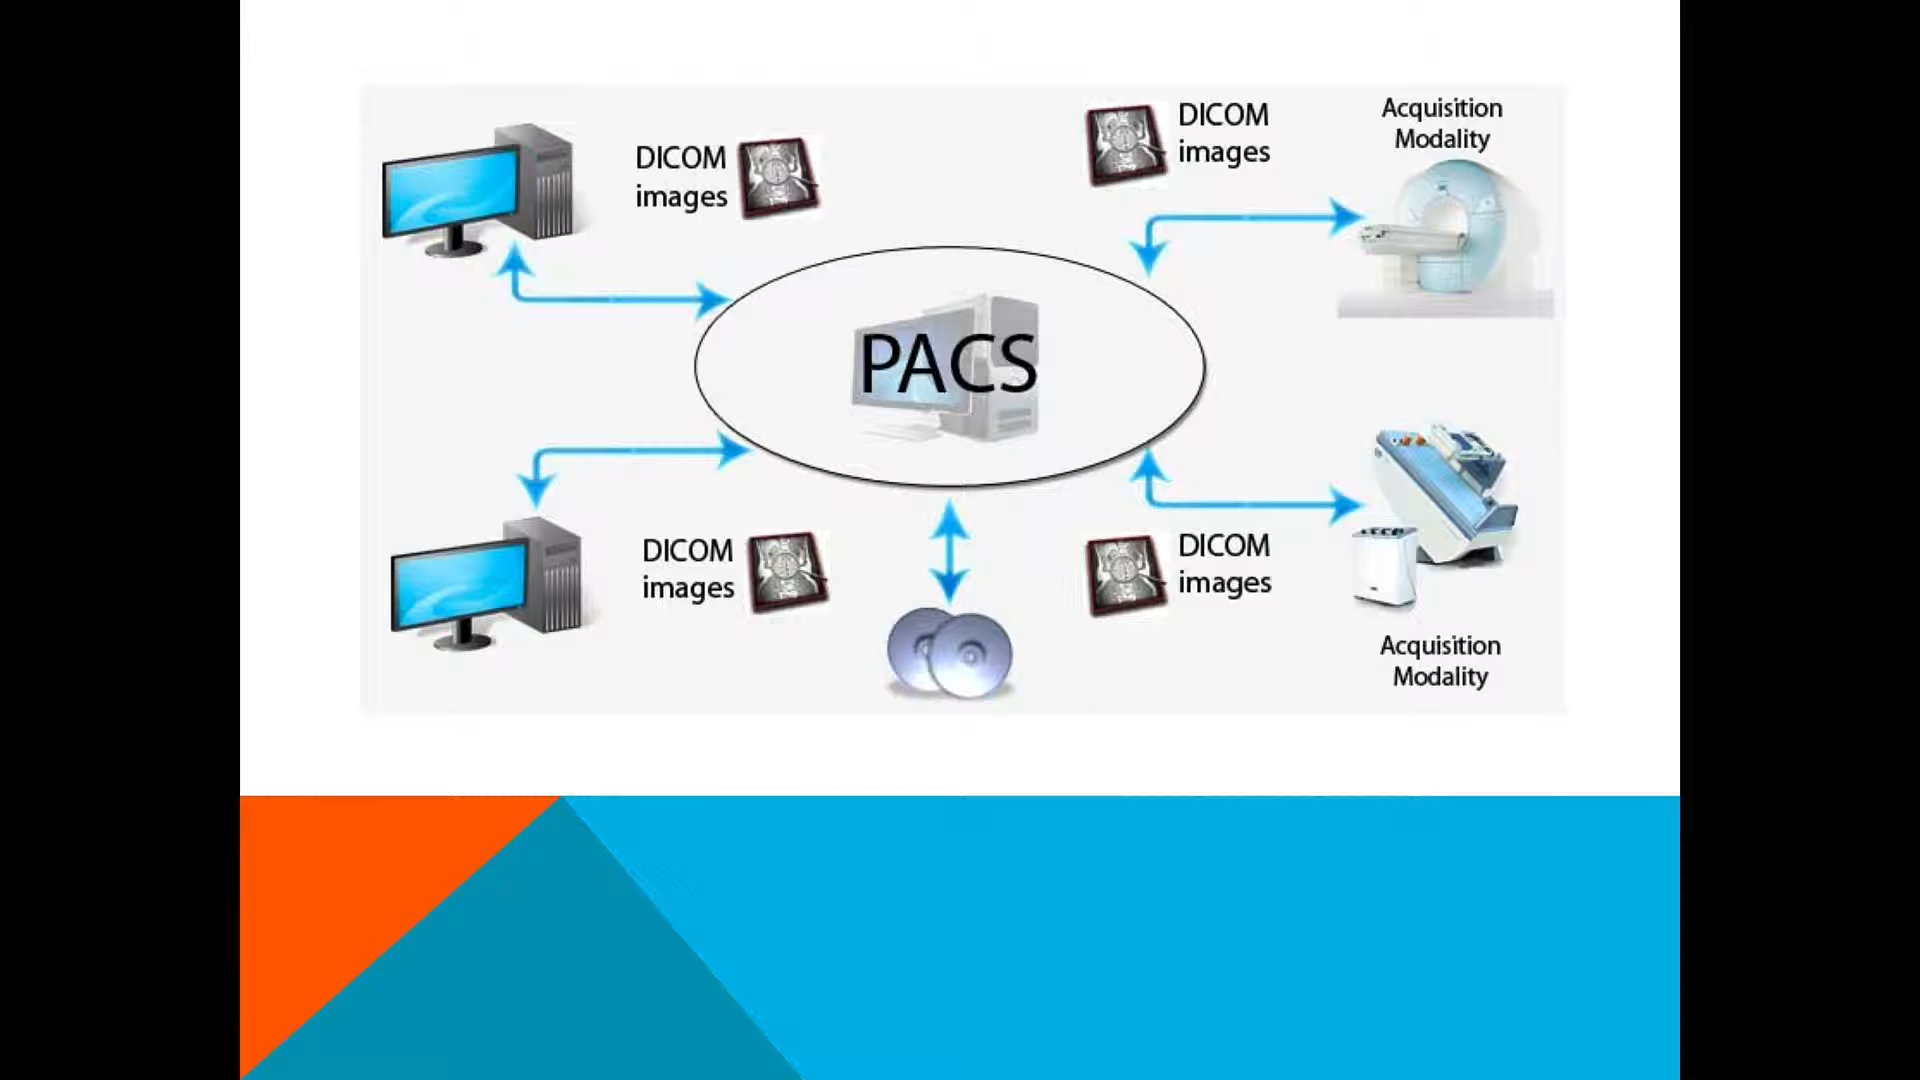 DICOM
images
DICOM
images
Acquisition
Modality
PACS
DICOM
images
DICOM
images
Acquisition
Modality